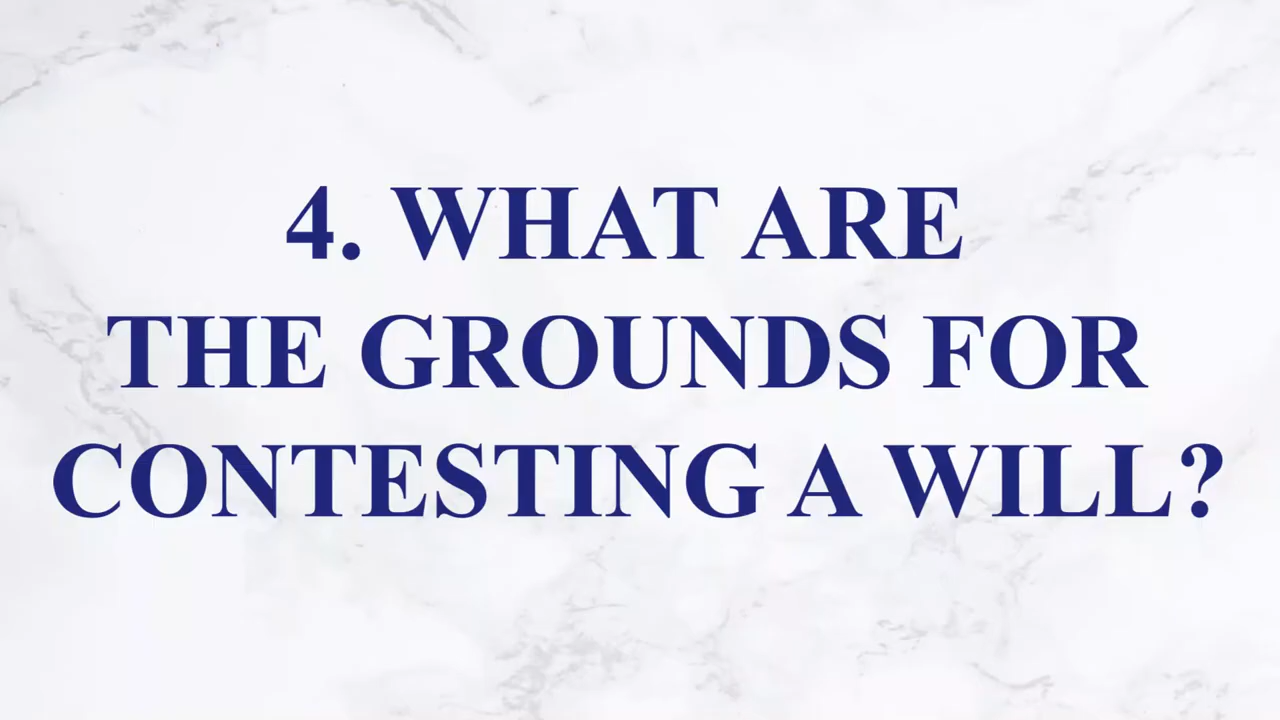 4. WHAT ARE
THE GROUNDS FOR
CONTESTING A WILL?